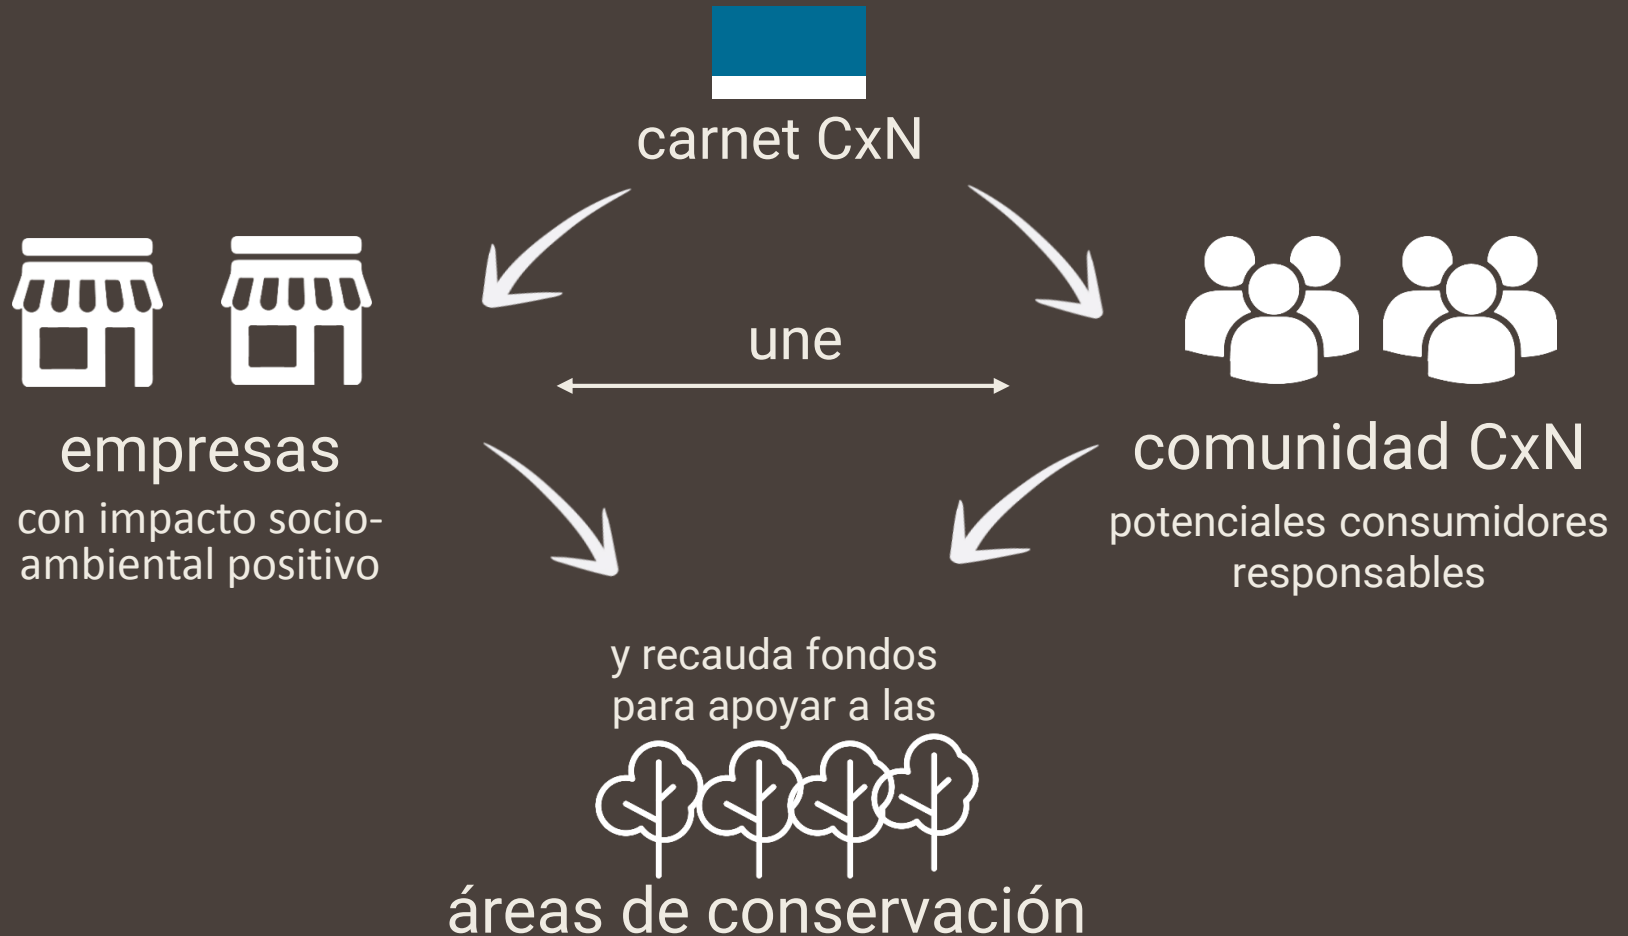 carnet CxN
une
empresas
con impacto socio-
ambiental positivo
comunidad CxN
potenciales consumidores
responsables
y recauda fondos
para apoyar a las
áreas de conservación